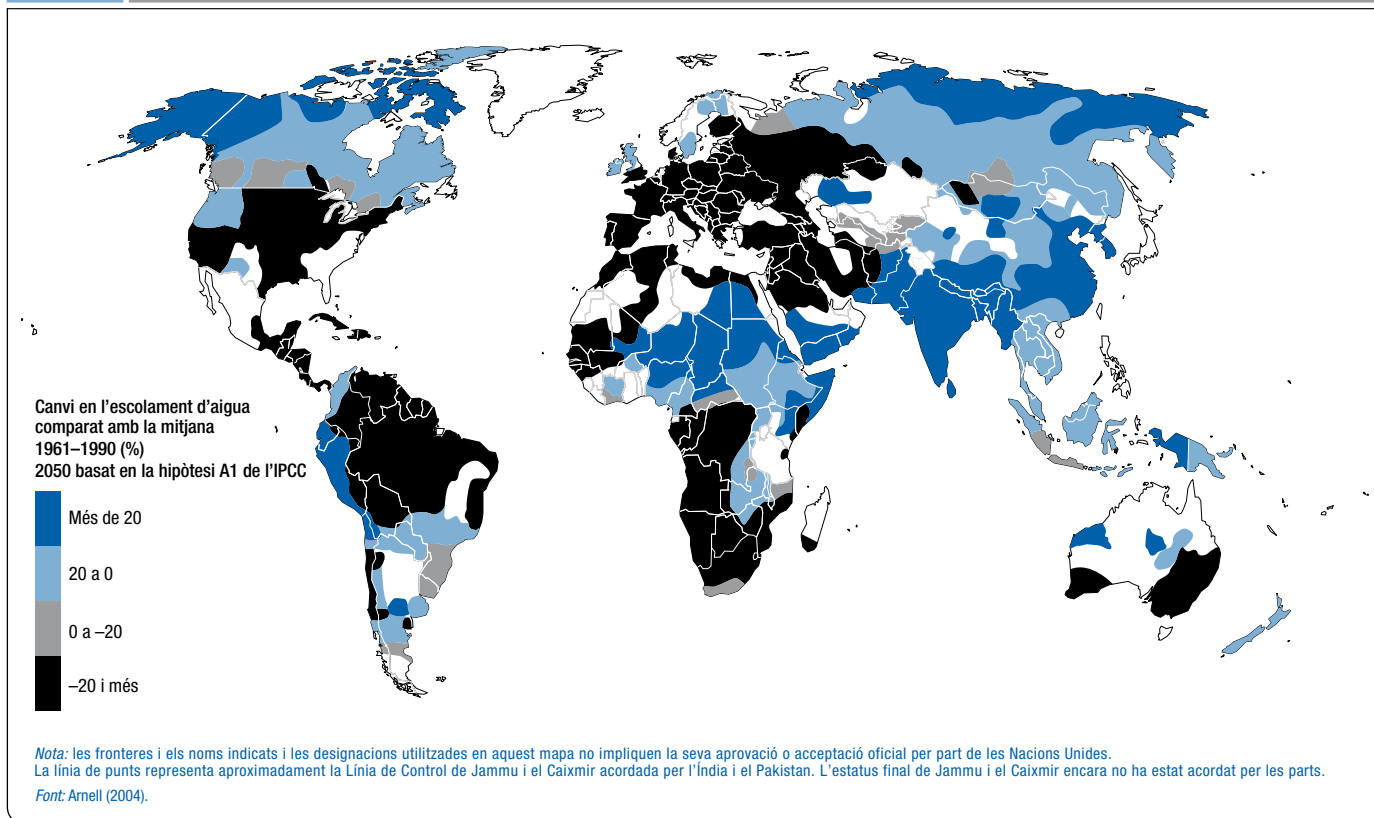 Canvi en l’escolament d’aigua
comparat amb la mitjana
1961–1990 (%)
2050 basat en la hipòtesi A1 de l’IPCC
Més de 20
20 a 0
0 a –20
–20 i més
Nota: les fronteres i els noms indicats i les designacions utilitzades en aquest mapa no impliquen la seva aprovació o acceptació oficial per part de les Nacions Unides.
La línia de punts representa aproximadament la Línia de Control de Jammu i el Caixmir acordada per l’Índia i el Pakistan. L’estatus final de Jammu i el Caixmir encara no ha estat acordat per les parts.
Font: Arnell (2004).